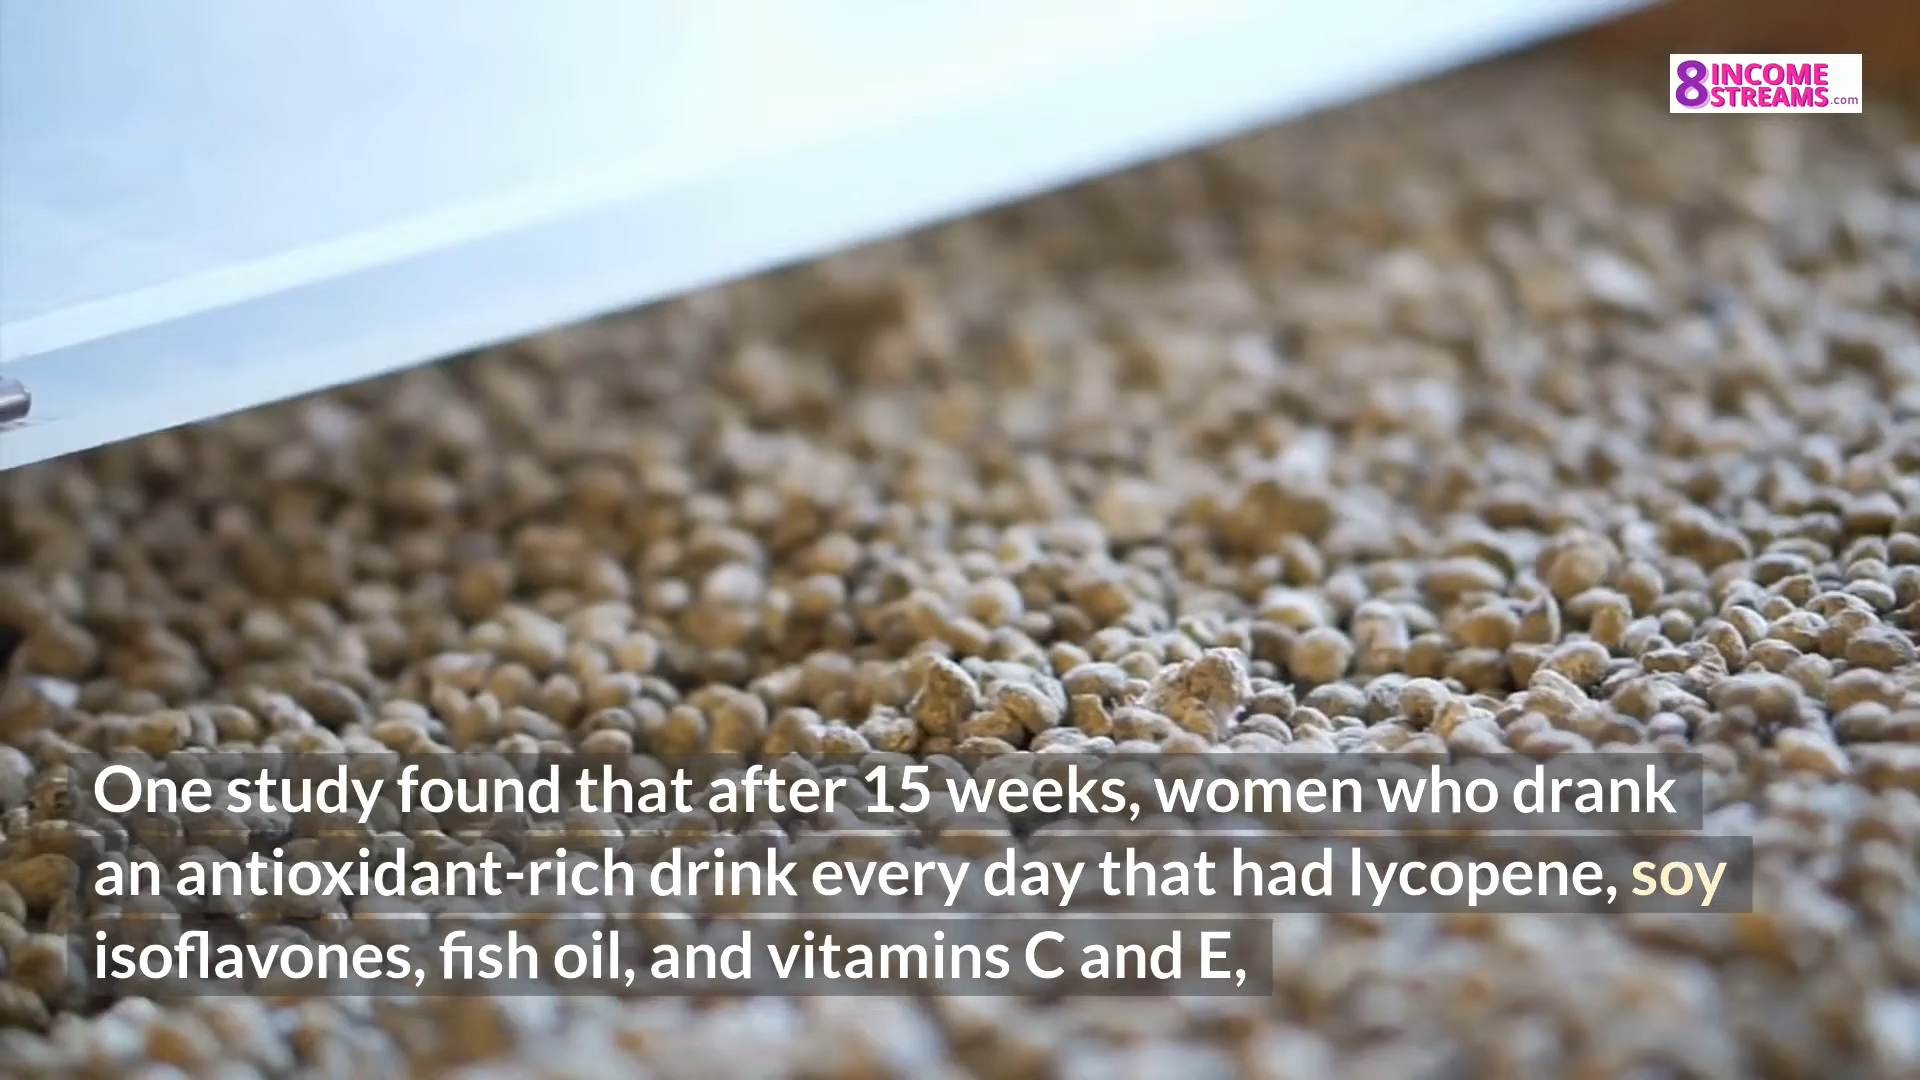 8 INCOME
STREAMS.com
One study found that after 15 weeks, women who drank
an antioxidant-rich drink every day that had lycopene, soy
isoflavones, fish oil, and vitamins C and E,